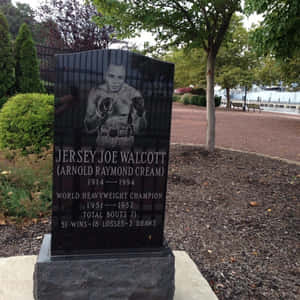 JERSEY JOE WALCOTT
(ARNOLD RAYMOND CREAM)
1914 - 1994
WORLD HEAVYWEIGHT CHAMPION
1951 - 1952
TOTAL BOUTS 71
51 WINS-18 LOSSES-2 DRAWS